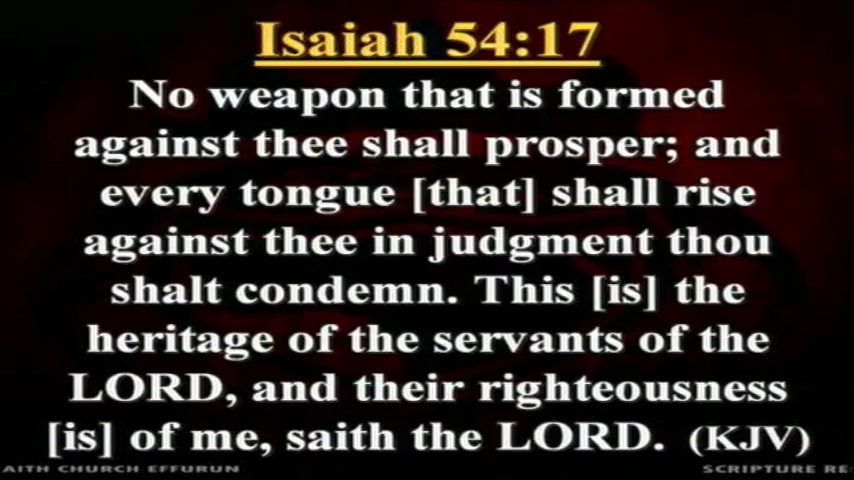 Isaiah 54:17
No weapon that is formed
against thee shall prosper; and
every tongue [that] shall rise
against thee in judgment thou
shalt condemn. This [is] the
heritage of the servants of the
LORD, and their righteousness
[is] of me, saith the LORD. (KJV)
AITH CHURCH EFFURUN SCRIPTURE RE